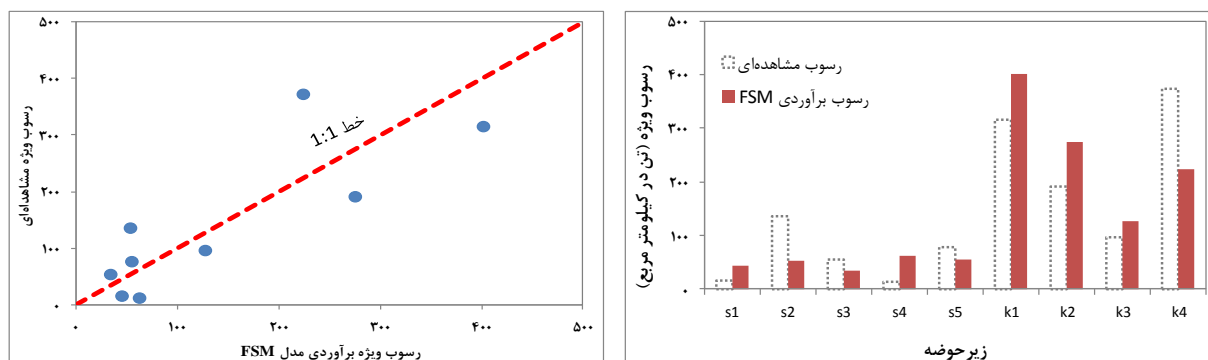 ۵۰۰
۴۰۰
۳۰۰
۲۰۰
۱۰۰
۰
رسوب ویژه مشاهداه‌ای
خط 1:1
۰ ۱۰۰ ۲۰۰ ۳۰۰ ۴۰۰ ۵۰۰
رسوب ویژه برآوردی مدل FSM
۵۰۰
۴۰۰
۳۰۰
۲۰۰
۱۰۰
۰
رسوب ویژه (تن در کیلومتر مربع)
رسوب مشاهده‌ای
رسوب برآوردی FSM
s1 s2 s3 s4 s5 k1 k2 k3 k4
زیرحوضه